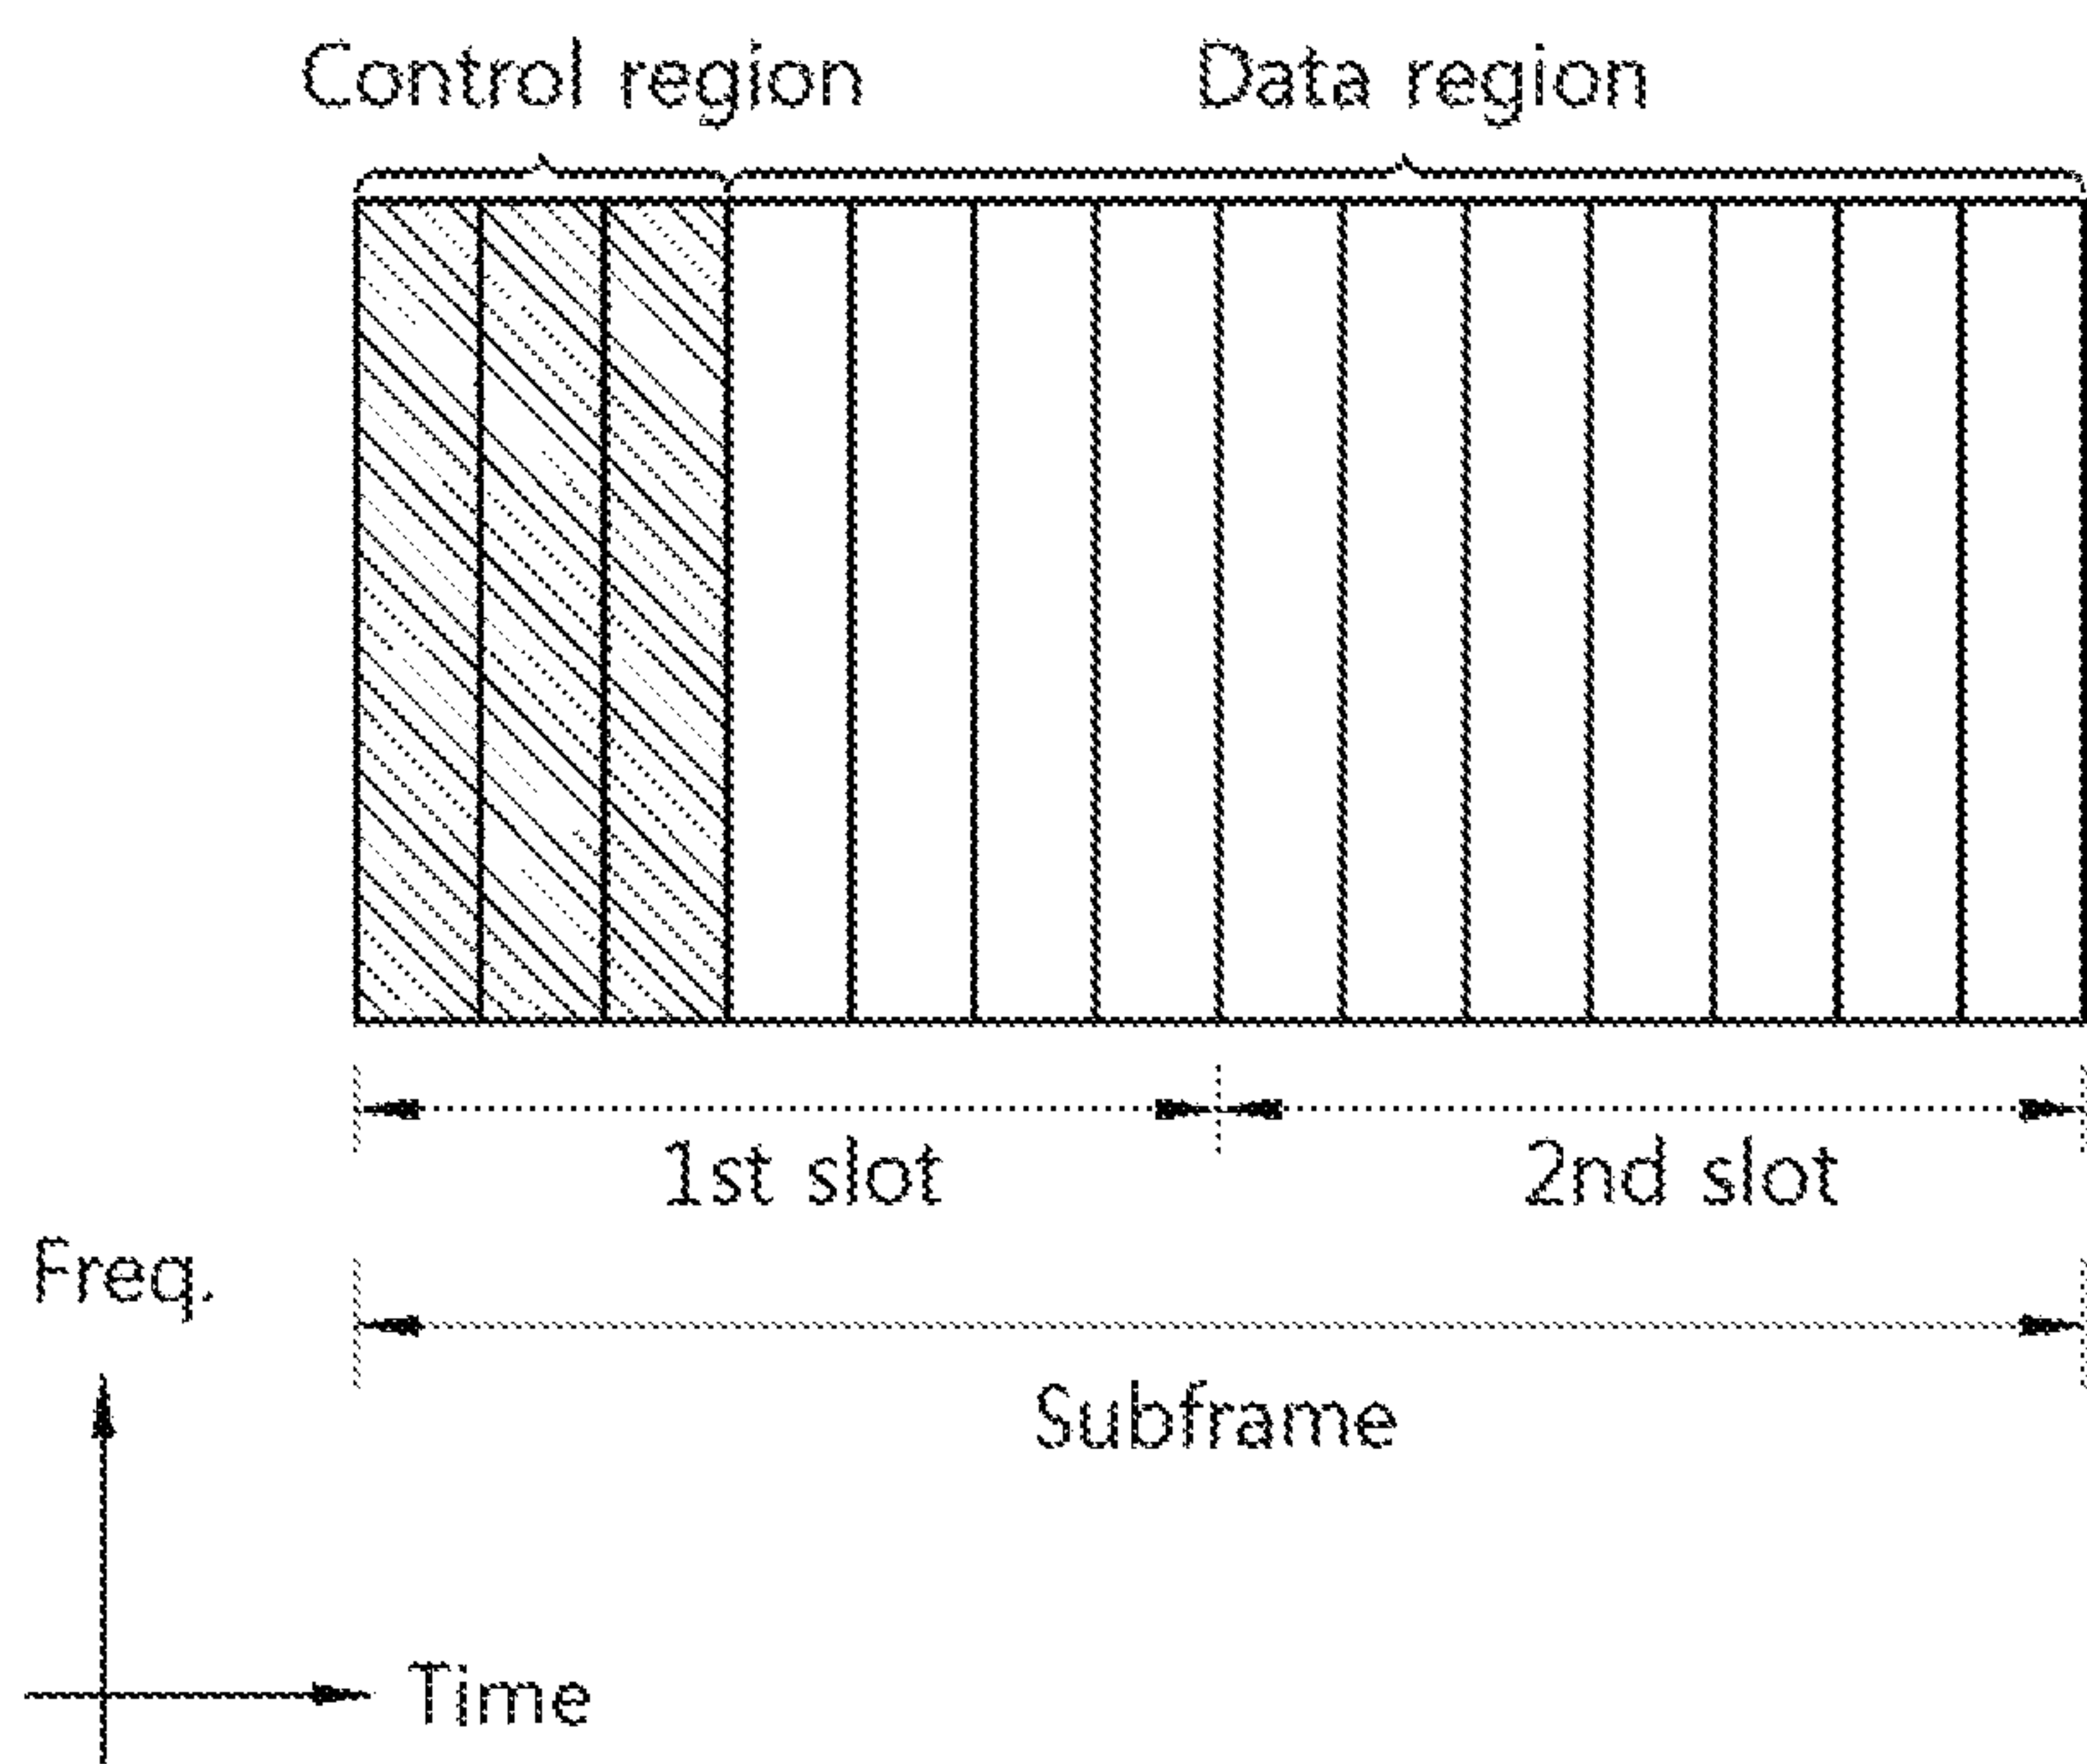 Control region
Data region
1st slot
2nd slot
Freq.
Subframe
Time